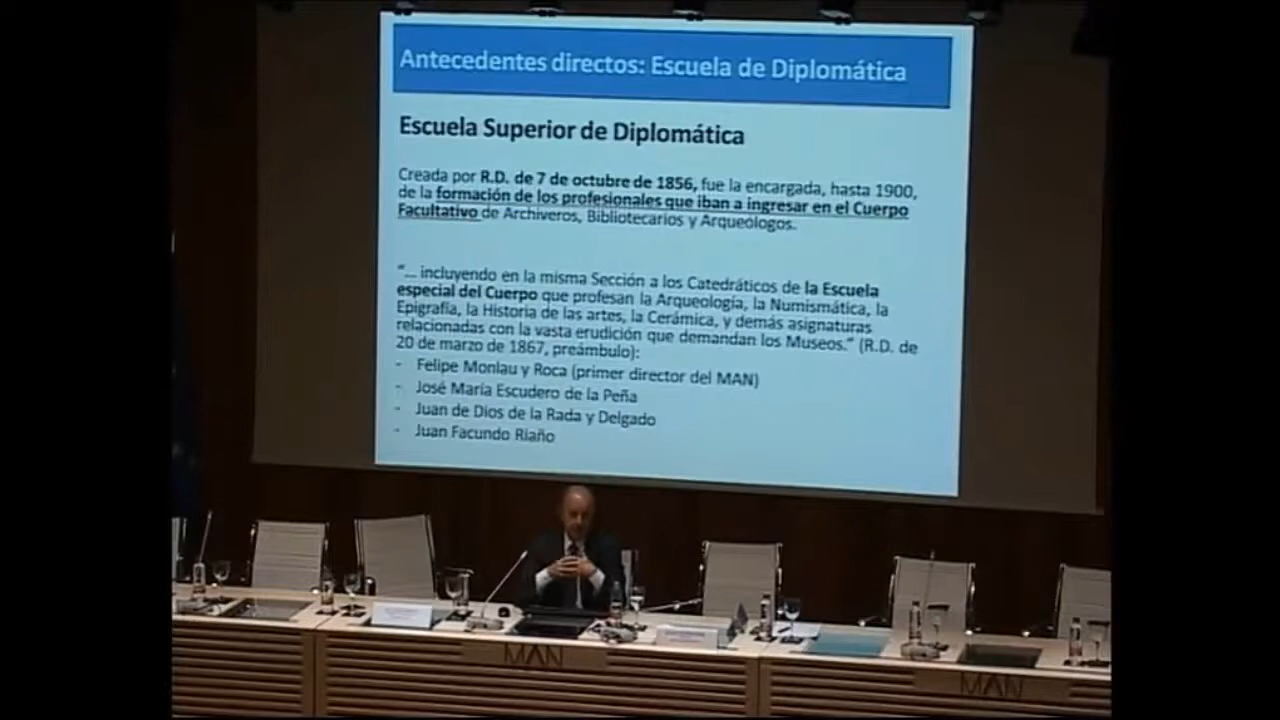 Antecedentes directos: Escuela de Diplomática
Escuela Superior de Diplomática
Creada por R.D. de 7 de octubre de 1856, fue la encargada, hasta 1900,
de la formación de los profesionales que iban a ingresar en el Cuerpo
Facultativo de Archiveros, Bibliotecarios y Arqueólogos.
"... incluyendo en la misma Sección a los Catedráticos de la Escuela
especial del Cuerpo que profesan la Arqueología, la Numismática, la
Epigrafía, la Historia de las artes, la Cerámica, y demás asignaturas
relacionadas con la vasta erudición que demandan los Museos." (R.D. de
20 de marzo de 1867, preámbulo):
- Felipe Monlau y Roca (primer director del MAN)
- José María Escudero de la Peña
- Juan de Dios de la Rada y Delgado
- Juan Facundo Riaño
MAN
MAN